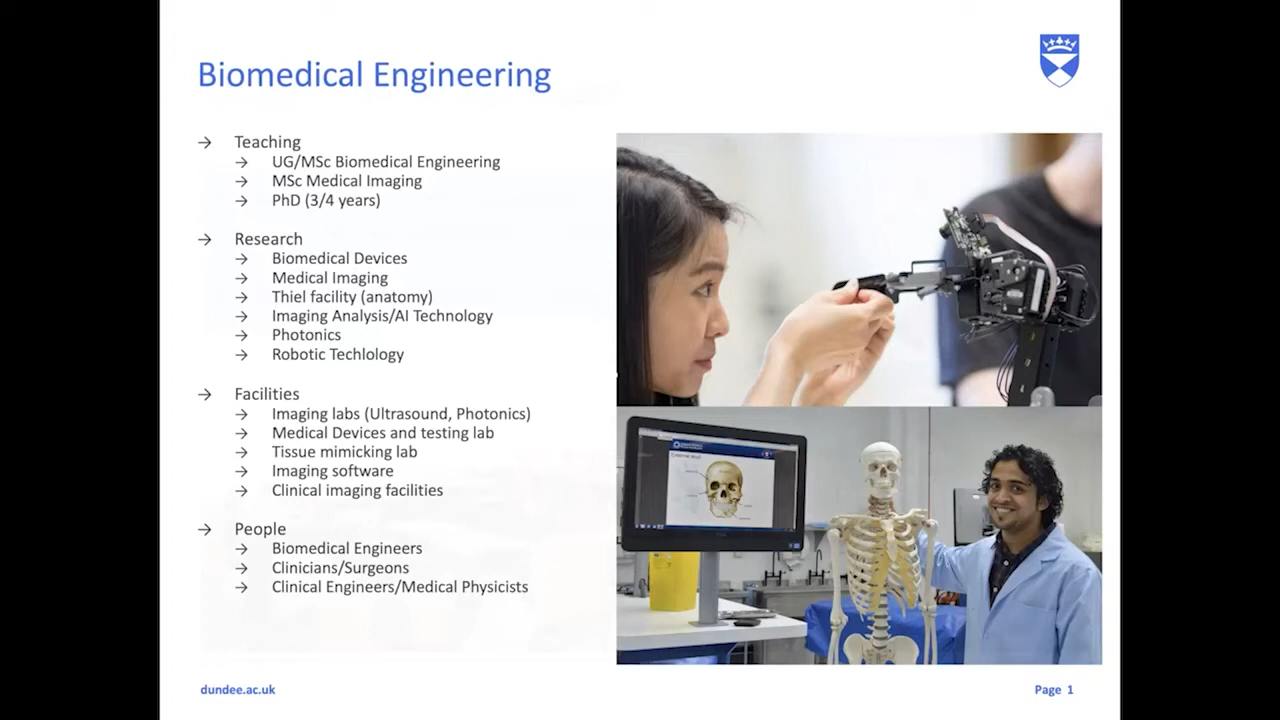 Biomedical Engineering
→ Teaching
→ UG/MSc Biomedical Engineering
→ MSc Medical Imaging
→ PhD (3/4 years)
→ Research
→ Biomedical Devices
→ Medical Imaging
→ Thiel facility (anatomy)
→ Imaging Analysis/AI Technology
→ Photonics
→ Robotic Techlology
→ Facilities
→ Imaging labs (Ultrasound, Photonics)
→ Medical Devices and testing lab
→ Tissue mimicking lab
→ Imaging software
→ Clinical imaging facilities
→ People
→ Biomedical Engineers
→ Clinicians/Surgeons
→ Clinical Engineers/Medical Physicists
dundee.ac.uk
Page 1